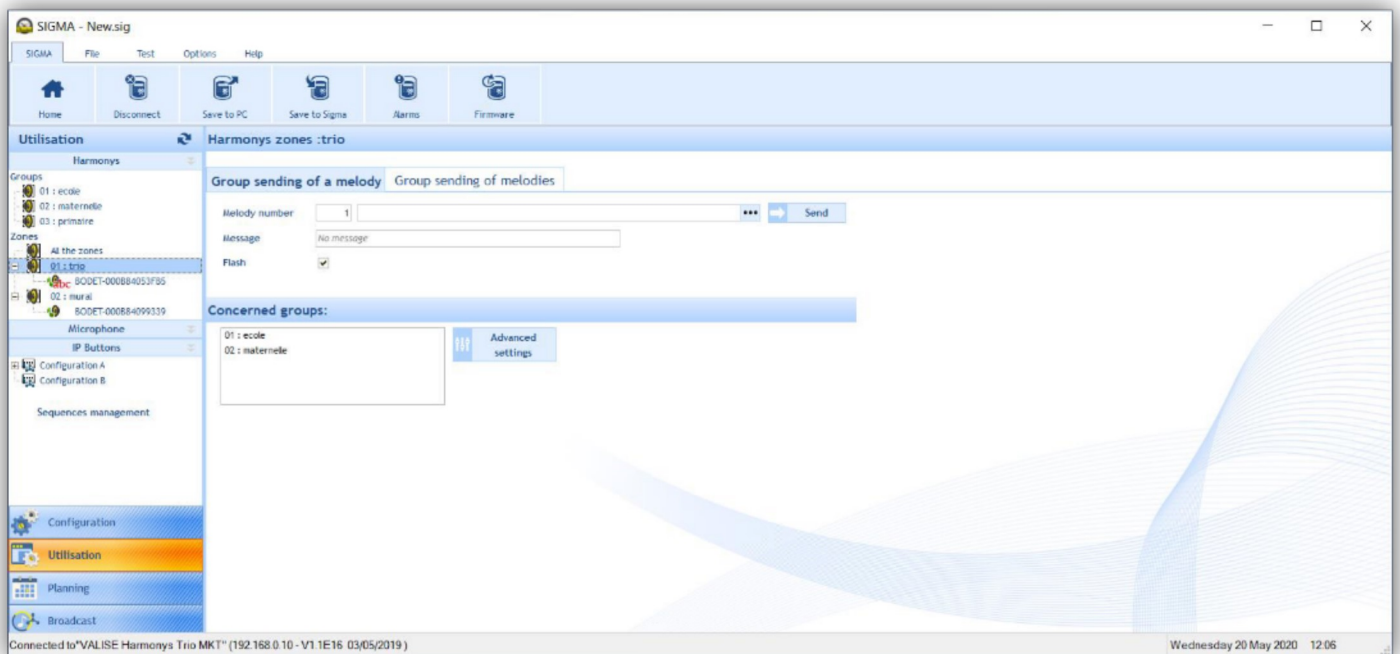 SIGMA - New.sig
SIGMA File Test Options Help
Home Disconnect Save to PC Save to Sigma Alarms Firmware
Utilisation
Harmonys
Groups
01 : ecole
02 : maternelle
03 : primaire
Zones
All the zones
01 : trio
abc BODET-000B84053FB5
02 : mural
BODET-000B84099339
Microphone
IP Buttons
Configuration A
Configuration B
Sequences management
Configuration
Utilisation
Planning
Broadcast
Harmonys zones :trio
Group sending of a melody Group sending of melodies
Melody number 1 ••• Send
Message No message
Flash
Concerned groups:
01 : ecole
02 : maternelle
Advanced
settings
Connected to"VALISE Harmonys Trio MKT" (192.168.0.10 - V1.1E16 03/05/2019 )
Wednesday 20 May 2020 12:06